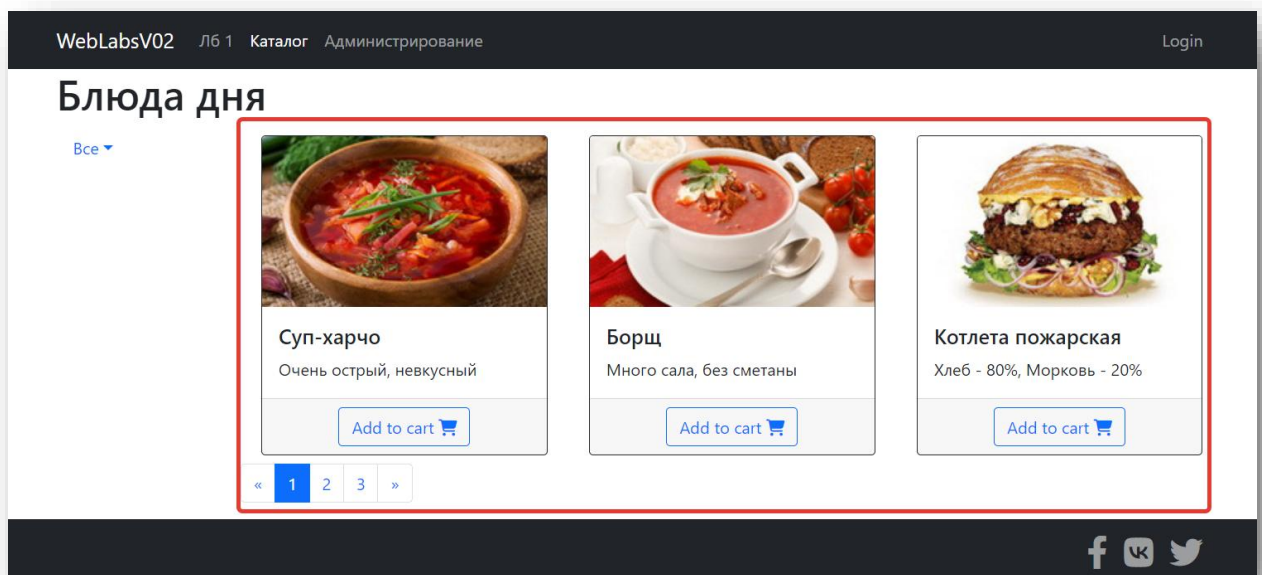 WebLabsV02 Лб 1 Каталог Администрирование Login
Блюда дня
Все
Суп-харчо
Очень острый, невкусный
Add to cart
Борщ
Много сала, без сметаны
Add to cart
Котлета пожарская
Хлеб - 80%, Морковь - 20%
Add to cart
« 1 2 3 »